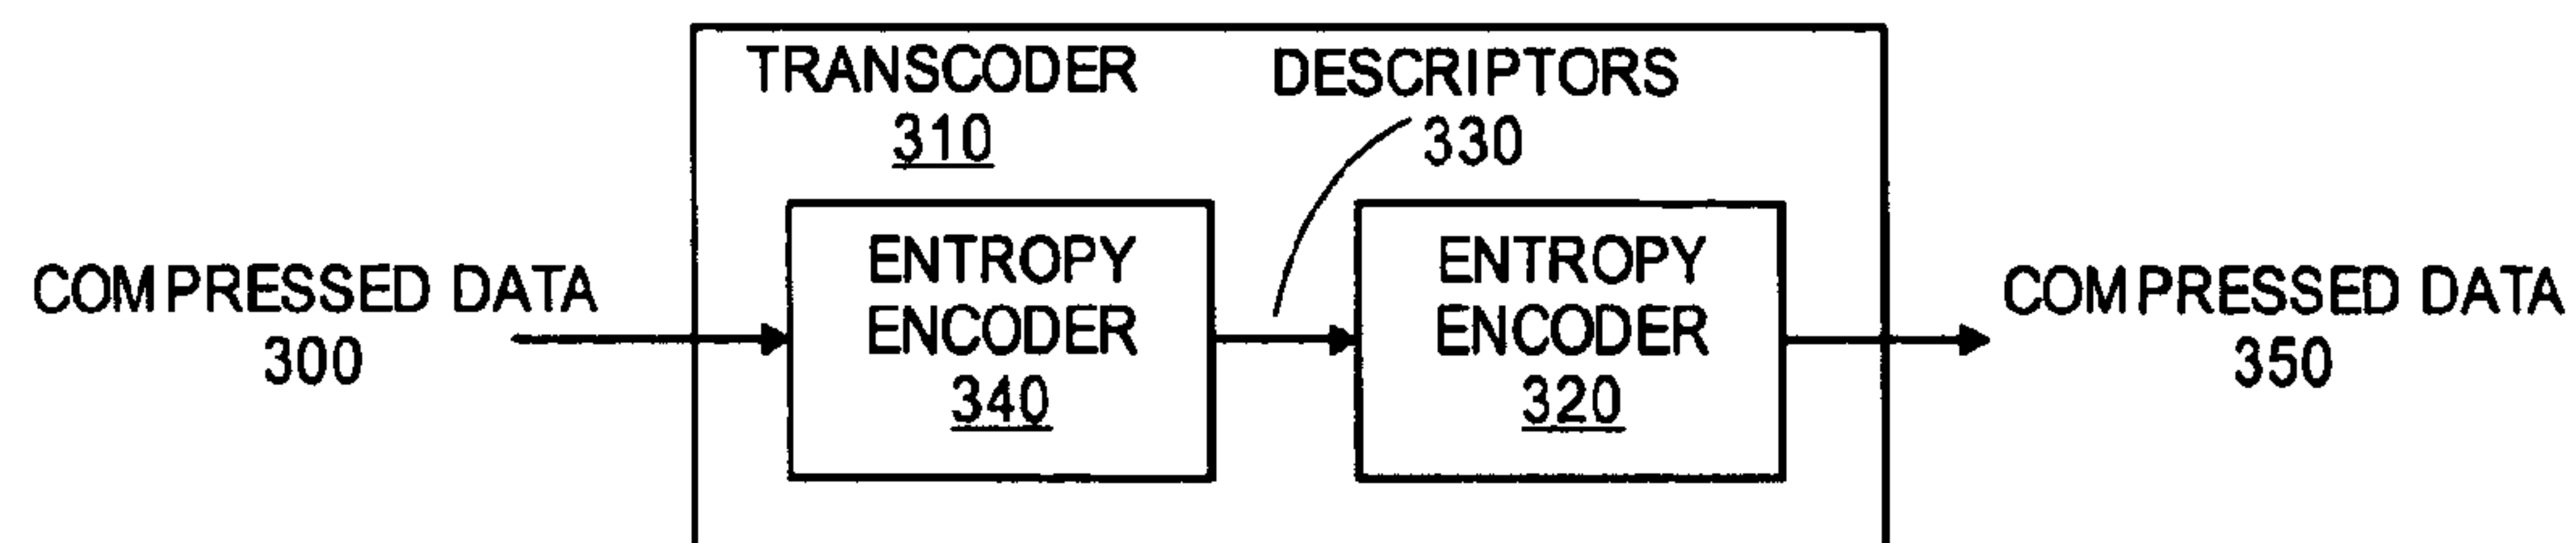 TRANSCODER
310
DESCRIPTORS
330
COMPRESSED DATA
300
ENTROPY
ENCODER
340
ENTROPY
ENCODER
320
COMPRESSED DATA
350